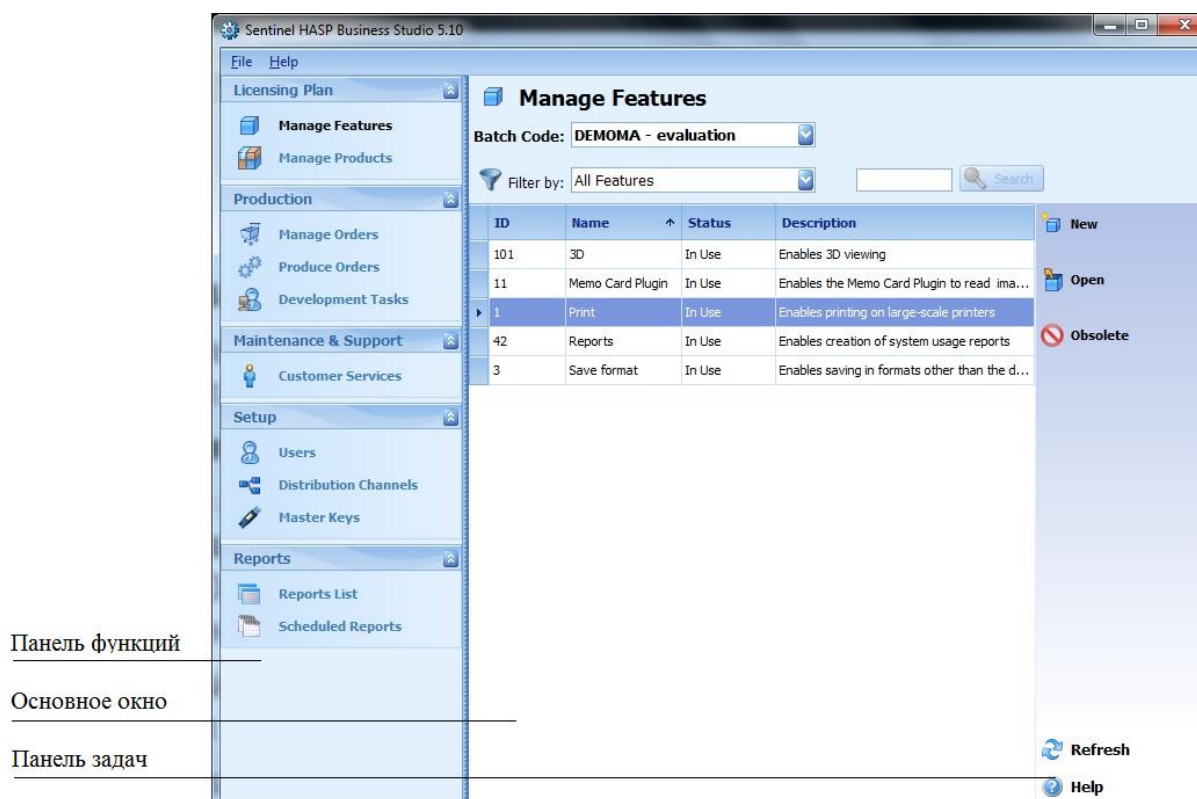 Sentinel HASP Business Studio 5.10
File Help
Licensing Plan
Manage Features
Manage Products
Production
Manage Orders
Produce Orders
Development Tasks
Maintenance & Support
Customer Services
Setup
Users
Distribution Channels
Master Keys
Reports
Reports List
Scheduled Reports
Manage Features
Batch Code: DEMOMA - evaluation
Filter by: All Features Search
ID Name Status Description
101 3D In Use Enables 3D viewing
11 Memo Card Plugin In Use Enables the Memo Card Plugin to read ima...
1 Print In Use Enables printing on large-scale printers
42 Reports In Use Enables creation of system usage reports
3 Save format In Use Enables saving in formats other than the d...
New
Open
Obsolete
Refresh
Help
Панель функций
Основное окно
Панель задач